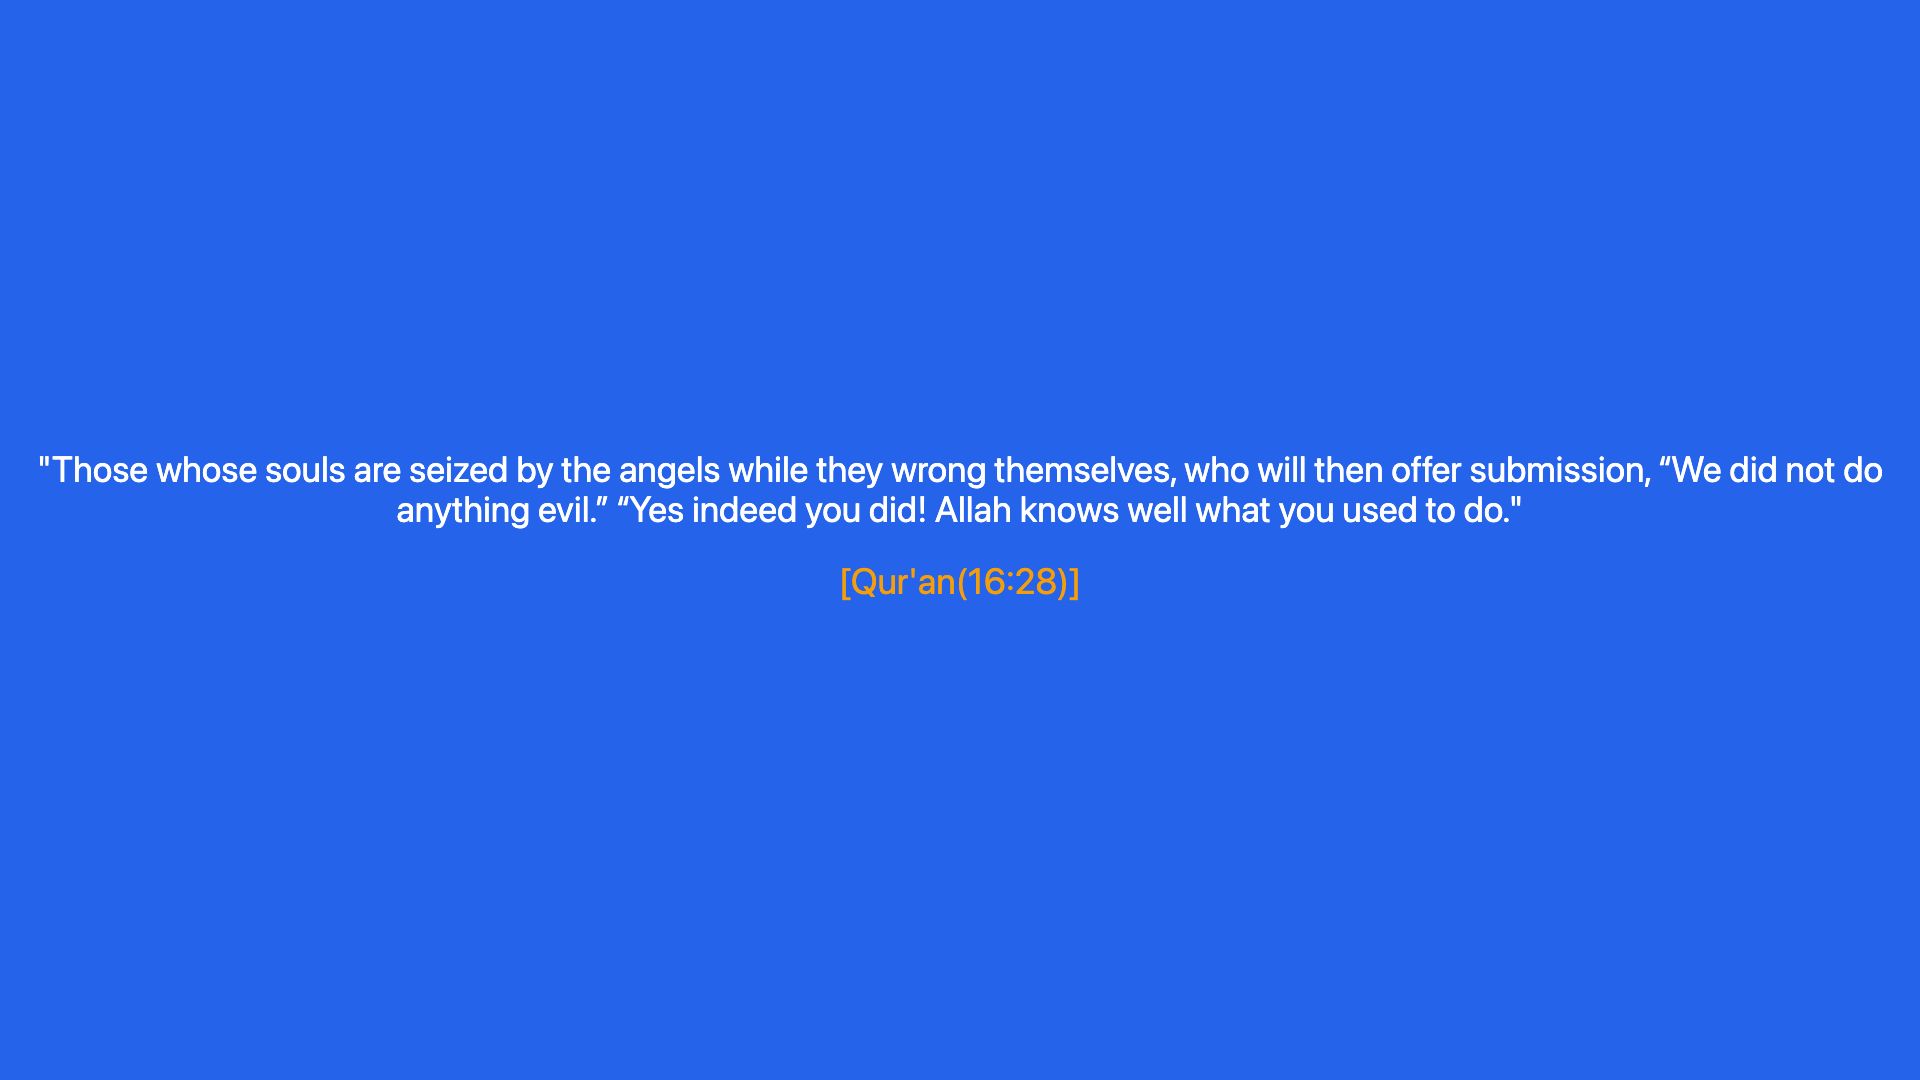 "Those whose souls are seized by the angels while they wrong themselves, who will then offer submission, “We did not do
anything evil.” “Yes indeed you did! Allah knows well what you used to do."
[Qur'an(16:28)]